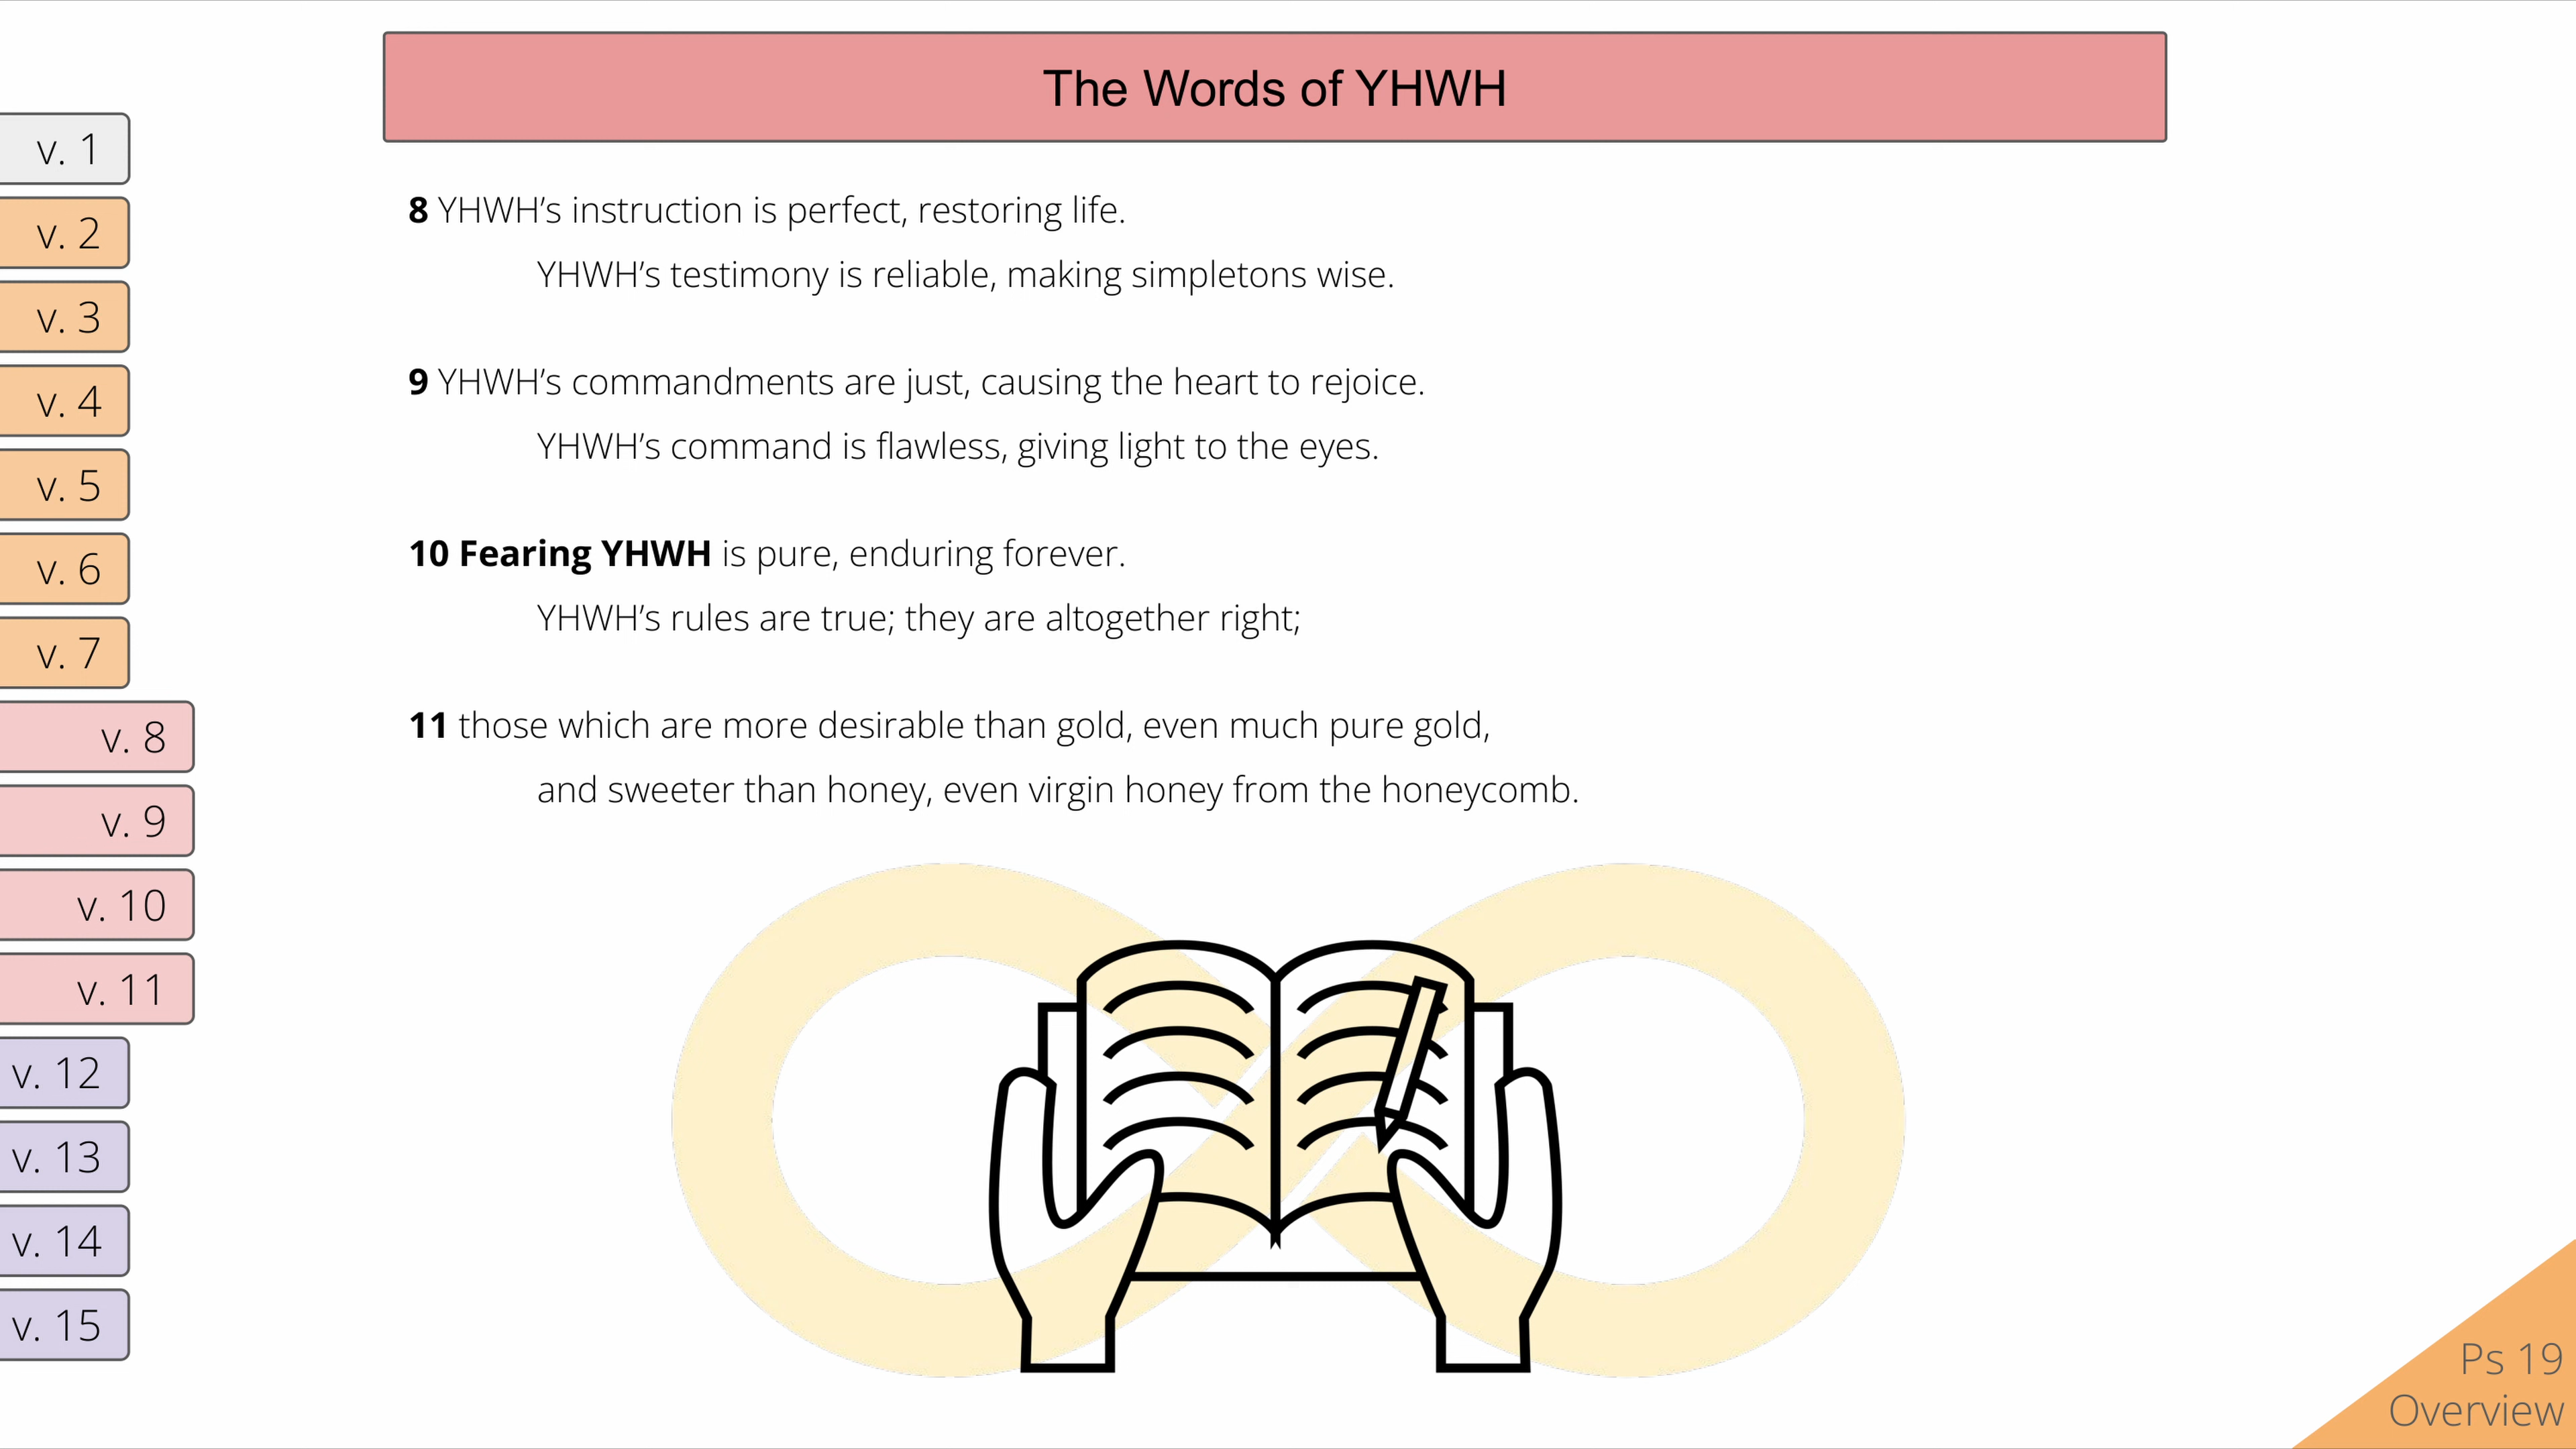 The Words of YHWH
v. 1
v. 2
v. 3
v. 4
v. 5
v. 6
v. 7
v. 8
v. 9
v. 10
v. 11
v. 12
v. 13
v. 14
v. 15
8 YHWH’s instruction is perfect, restoring life.
YHWH’s testimony is reliable, making simpletons wise.
9 YHWH’s commandments are just, causing the heart to rejoice.
YHWH’s command is flawless, giving light to the eyes.
10 Fearing YHWH is pure, enduring forever.
YHWH’s rules are true; they are altogether right;
11 those which are more desirable than gold, even much pure gold,
and sweeter than honey, even virgin honey from the honeycomb.
Ps 19
Overview